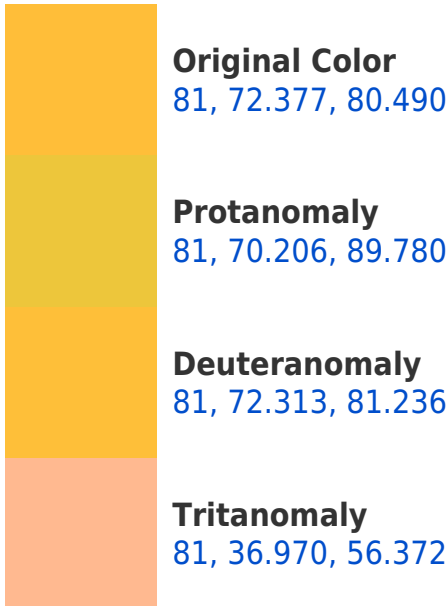 Original Color
81, 72.377, 80.490
Protanomaly
81, 70.206, 89.780
Deuteranomaly
81, 72.313, 81.236
Tritanomaly
81, 36.970, 56.372